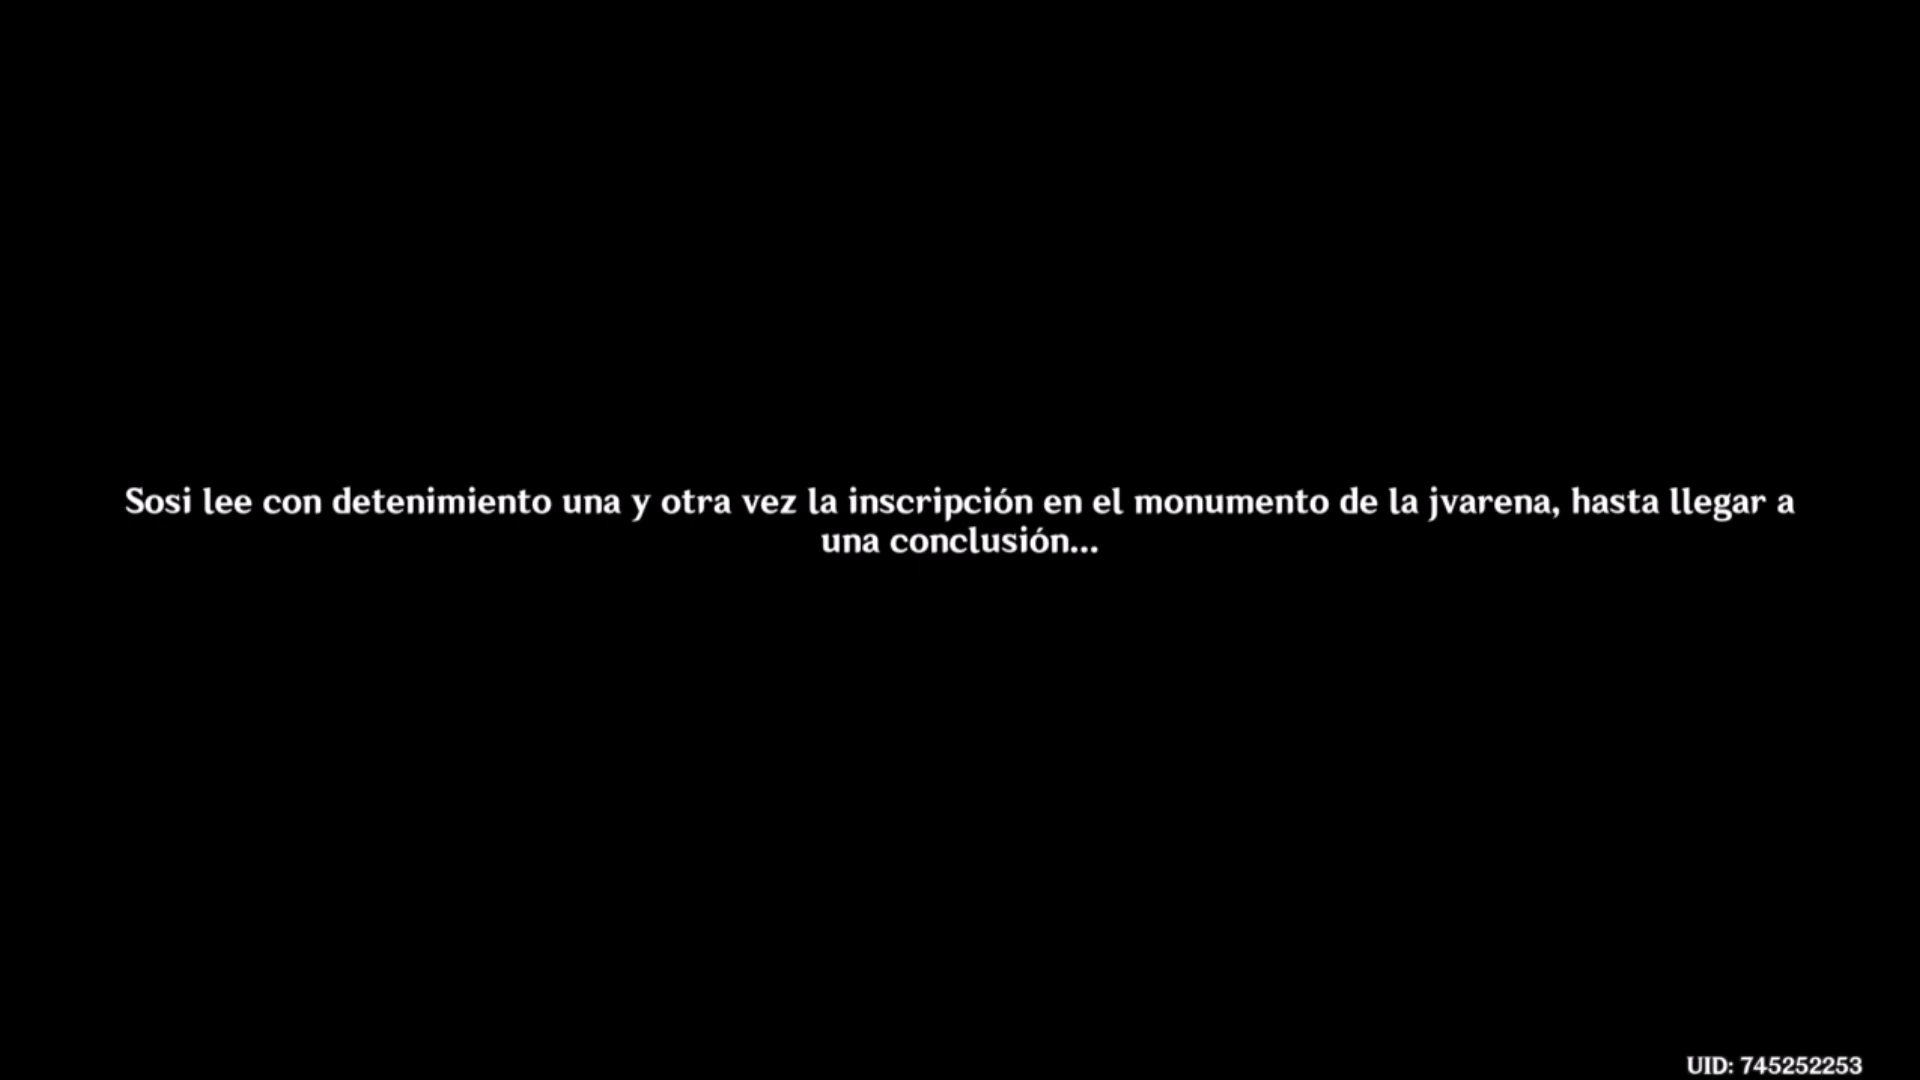 Sosi lee con detenimiento una y otra vez la inscripción en el monumento de la jvarena, hasta llegar a
una conclusión...
UID: 745252253